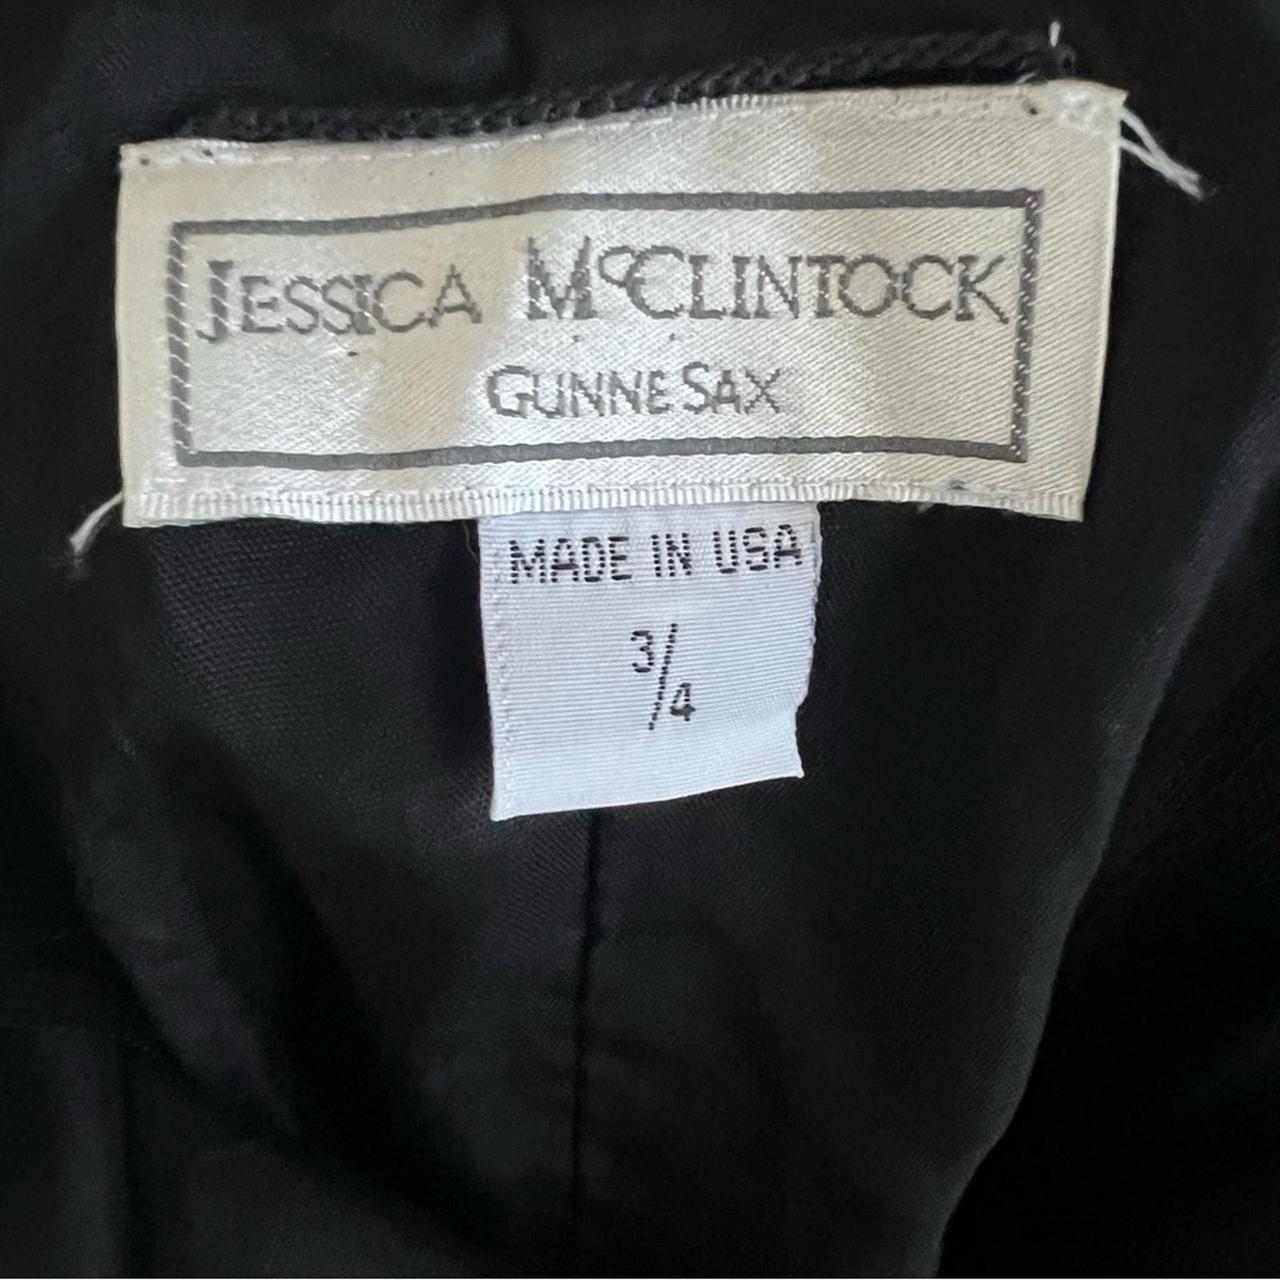 JESSICA McCLINTOCK
GUNNE SAX
MADE IN USA
3/4